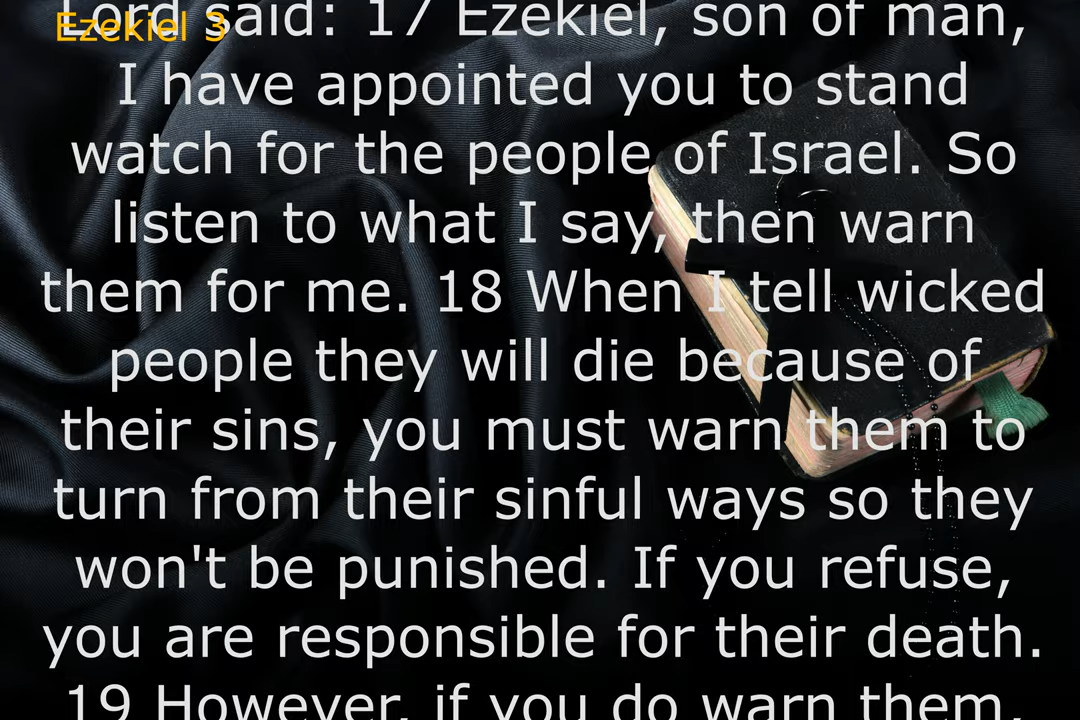 Ezekiel 3
Lord said: 17 Ezekiel, son of man,
I have appointed you to stand
watch for the people of Israel. So
listen to what I say, then warn
them for me. 18 When I tell wicked
people they will die because of
their sins, you must warn them to
turn from their sinful ways so they
won't be punished. If you refuse,
you are responsible for their death.
19 However, if you do warn them,